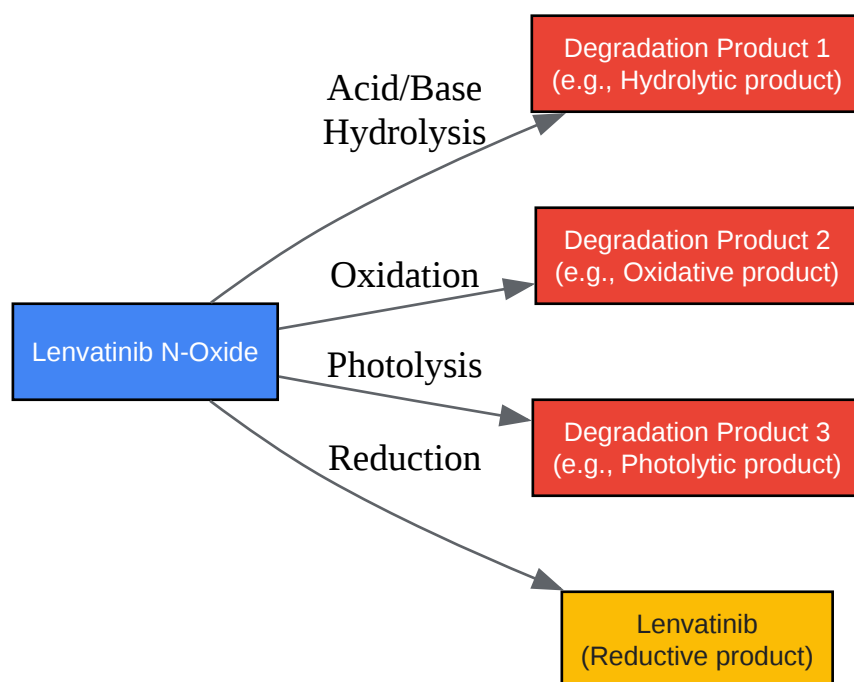 Degradation Product 1
(e.g., Hydrolytic product)
Acid/Base
Hydrolysis
Degradation Product 2
(e.g., Oxidative product)
Oxidation
Lenvatinib N-Oxide
Photolysis
Degradation Product 3
(e.g., Photolytic product)
Reduction
Lenvatinib
(Reductive product)